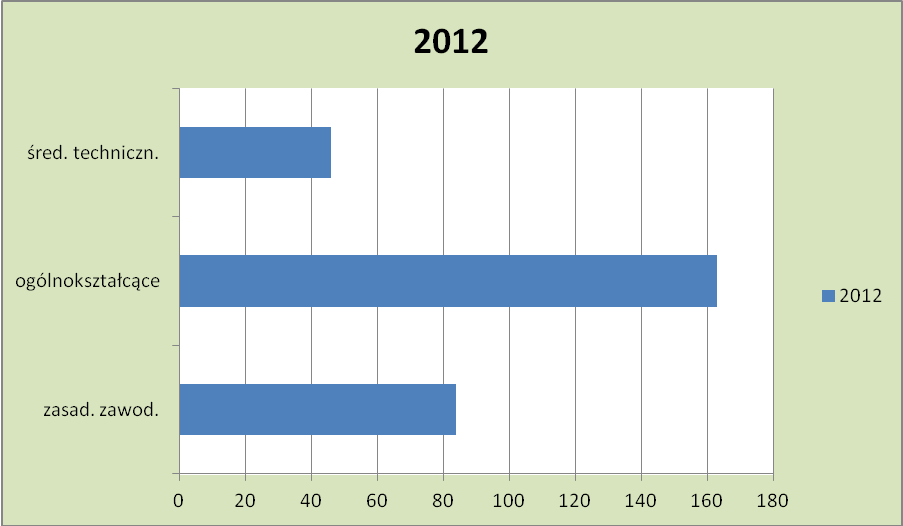 2012
śred. techniczn.
ogólnokształcące
zasad. zawod.
0 20 40 60 80 100 120 140 160 180
2012